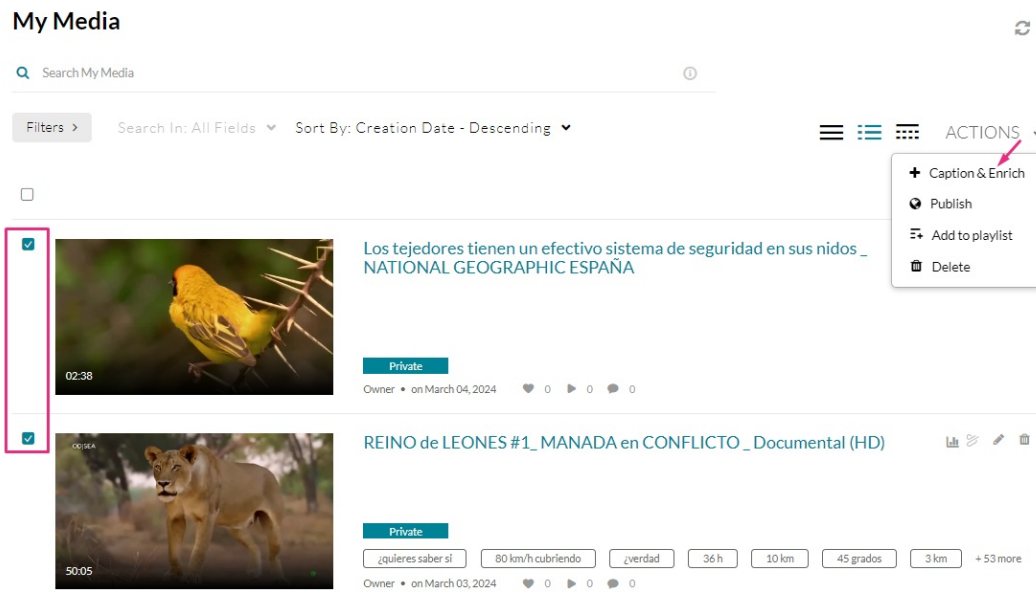 My Media
Search My Media
Filters >
Search In: All Fields
Sort By: Creation Date - Descending
ACTIONS
Caption & Enrich
Publish
Add to playlist
Delete
Los tejedores tienen un efectivo sistema de seguridad en sus nidos _
NATIONAL GEOGRAPHIC ESPAÑA
02:38
Private
Owner • on March 04, 2024 0 0 0
ODISEA
REINO de LEONES #1_ MANADA en CONFLICTO _ Documental (HD)
50:05
Private
¿quieres saber si 80 km/h cubriendo ¿verdad 36 h 10 km 45 grados 3 km + 53 more
Owner • on March 03, 2024 0 0 0